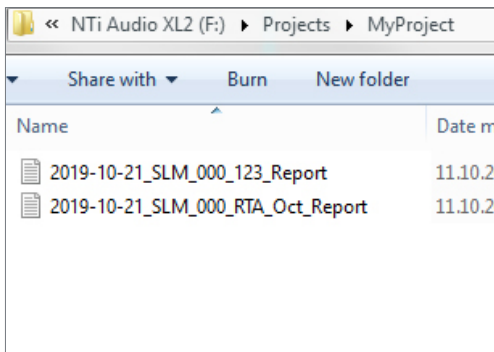 « NTi Audio XL2 (F:) ▸ Projects ▸ MyProject
Share with Burn New folder
Name Date m
2019-10-21_SLM_000_123_Report 11.10.2
2019-10-21_SLM_000_RTA_Oct_Report 11.10.2